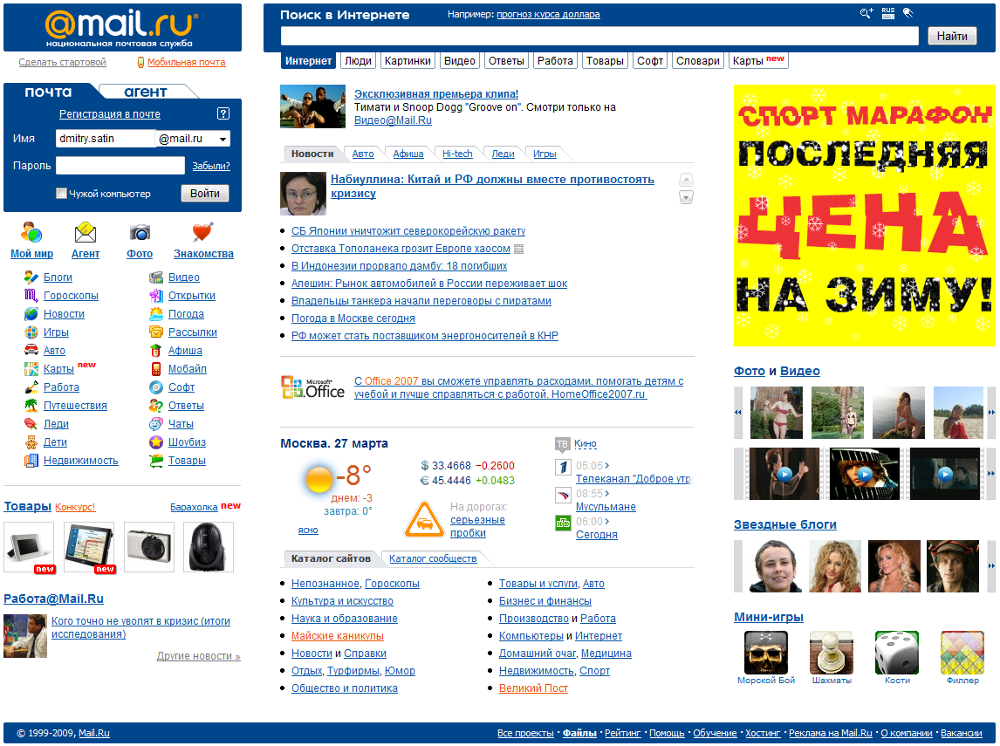 @mail.ru®
национальная почтовая служба
Сделать стартовой
Мобильная почта
Поиск в Интернете
Например: прогноз курса доллара
RUS
Найти
Интернет Люди Картинки Видео Ответы Работа Товары Софт Словари Карты new
почта агент
Регистрация в почте ?
Имя dmitry.satin @mail.ru
Пароль Забыли?
Чужой компьютер Войти
Мой мир Агент Фото Знакомства
Блоги Видео
Гороскопы Открытки
Новости Погода
Игры Рассылки
Авто Афиша
Карты new Мобайл
Работа Софт
Путешествия Ответы
Леди Чаты
Дети Шоубиз
Недвижимость Товары
Товары Конкурс! Барахолка new
new new
Работа@Mail.Ru
Кого точно не уволят в кризис (итоги
исследования)
Другие новости »
Эксклюзивная премьера клипа!
Тимати и Snoop Dogg "Groove on". Смотри только на
Видео@Mail.Ru
Новости Авто Афиша Hi-tech Леди Игры
Набиуллина: Китай и РФ должны вместе противостоять
кризису
СБ Японии уничтожит северокорейскую ракету
Отставка Тополанека грозит Европе хаосом
В Индонезии прорвало дамбу: 18 погибших
Алешин: Рынок автомобилей в России переживает шок
Владельцы танкера начали переговоры с пиратами
Погода в Москве сегодня
РФ может стать поставщиком энергоносителей в КНР
Microsoft®
Office
С Office 2007 вы сможете управлять расходами, помогать детям с
учебой и лучше справляться с работой. HomeOffice2007.ru
Москва. 27 марта
-8°
днем: -3
завтра: 0°
ясно
$ 33.4668 -0.2600
€ 45.4446 +0.0483
На дорогах:
серьезные
пробки
ТВ Кино
05:05 ›
Телеканал "Доброе утр
08:55 ›
Мусульмане
06:00 ›
Сегодня
Каталог сайтов Каталог сообществ
Непознанное, Гороскопы
Культура и искусство
Наука и образование
Майские каникулы
Новости и Справки
Отдых, Турфирмы, Юмор
Общество и политика
Товары и услуги, Авто
Бизнес и финансы
Производство и Работа
Компьютеры и Интернет
Домашний очаг, Медицина
Недвижимость, Спорт
Великий Пост
СПОРТ МАРАФОН
ПОСЛЕДНЯЯ
ЦЕНА
НА ЗИМУ!
Фото и Видео
Звездные блоги
Мини-игры
Морской Бой Шахматы Кости Филлер
© 1999-2009, Mail.Ru
Все проекты · Файлы · Рейтинг · Помощь · Обучение · Хостинг · Реклама на Mail.Ru · О компании · Вакансии